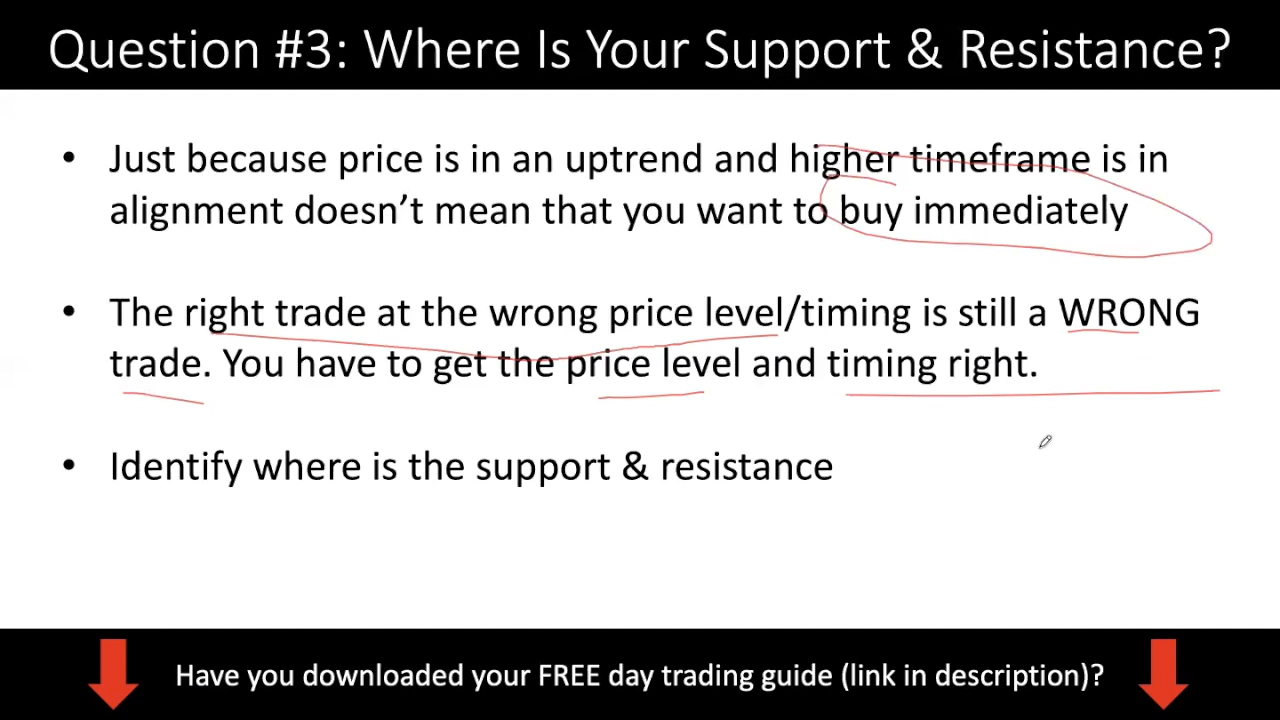 Question #3: Where Is Your Support & Resistance?
• Just because price is in an uptrend and higher timeframe is in
alignment doesn’t mean that you want to buy immediately
• The right trade at the wrong price level/timing is still a WRONG
trade. You have to get the price level and timing right.
• Identify where is the support & resistance
Have you downloaded your FREE day trading guide (link in description)?